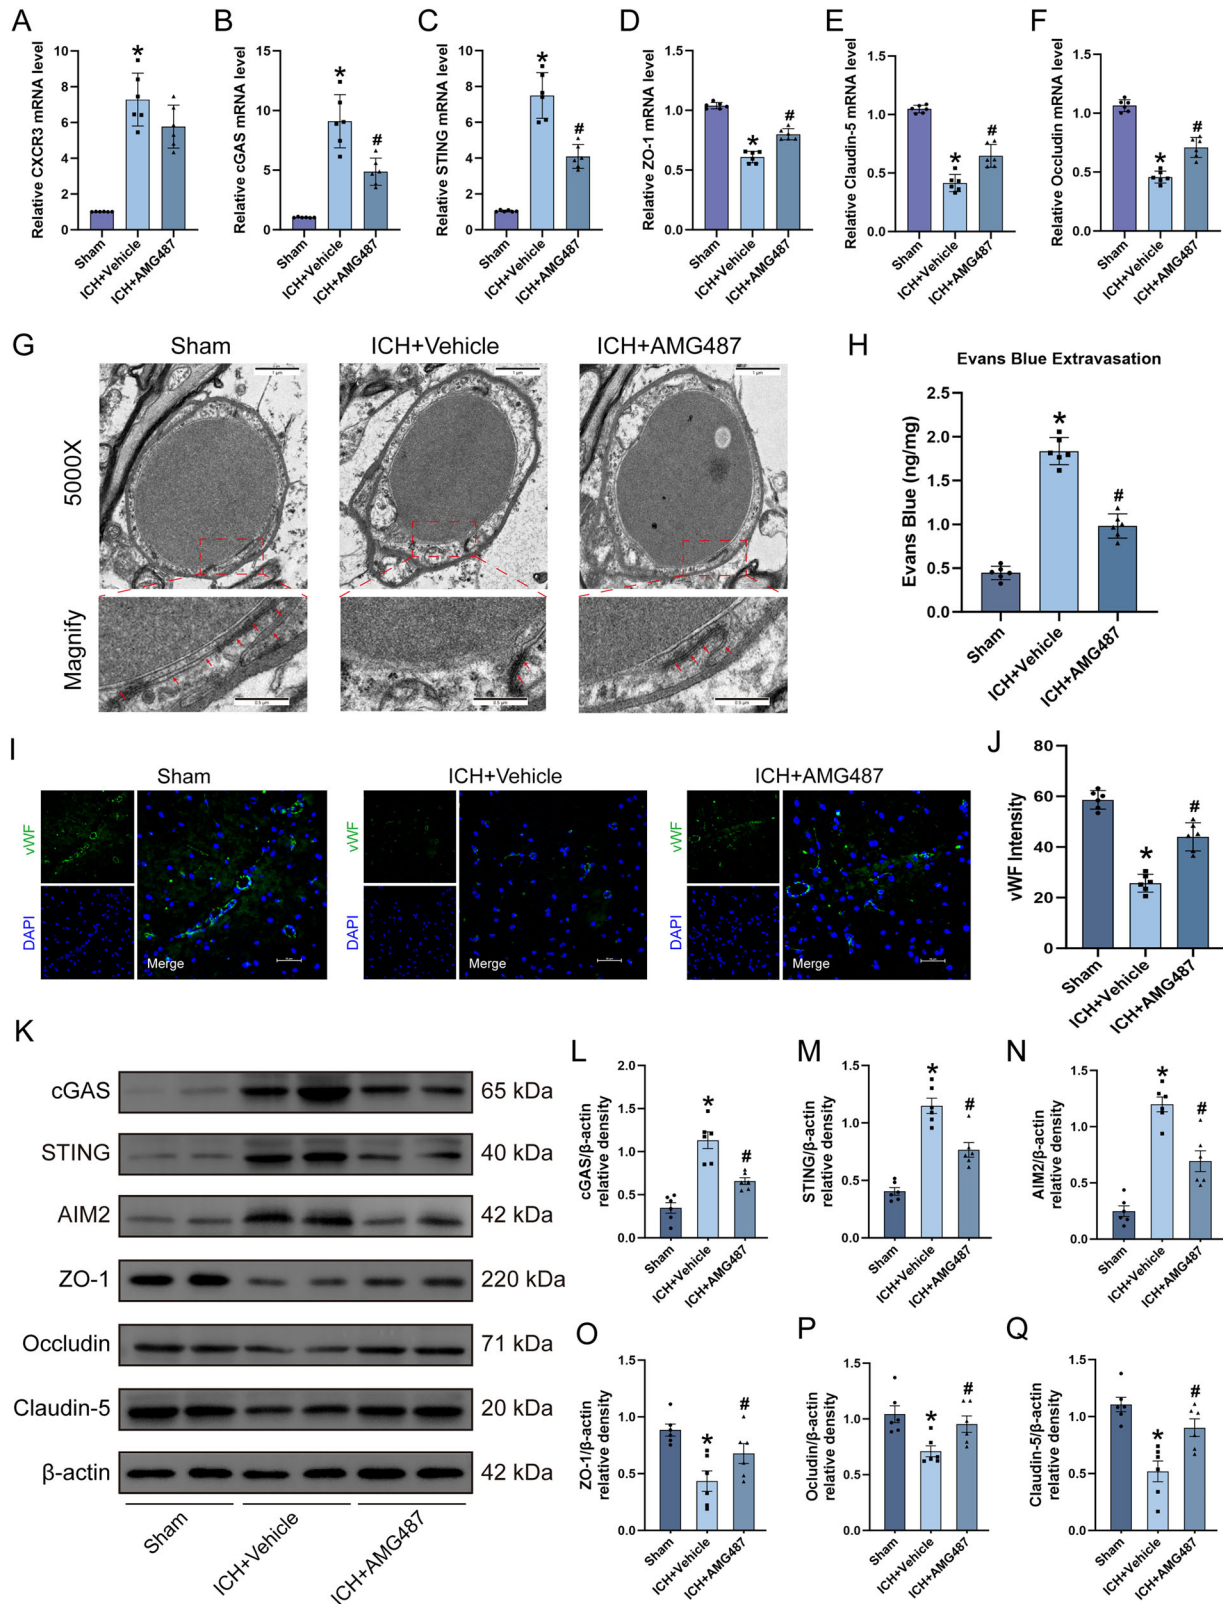 A
B
C
D
E
F
Relative CXCR3 mRNA level
10
8
6
4
2
0
*
Sham
ICH+Vehicle
ICH+AMG487
Relative cGAS mRNA level
15
10
5
0
*
#
Sham
ICH+Vehicle
ICH+AMG487
Relative STING mRNA level
10
8
6
4
2
0
*
#
Sham
ICH+Vehicle
ICH+AMG487
Relative ZO-1 mRNA level
1.5
1.0
0.5
0.0
*
#
Sham
ICH+Vehicle
ICH+AMG487
Relative Claudin-5 mRNA level
1.5
1.0
0.5
0.0
*
#
Sham
ICH+Vehicle
ICH+AMG487
Relative Occludin mRNA level
1.5
1.0
0.5
0.0
*
#
Sham
ICH+Vehicle
ICH+AMG487
G
Sham
ICH+Vehicle
ICH+AMG487
5000X
1 μm
1 μm
1 μm
Magnify
0.5 μm
0.5 μm
0.5 μm
H
Evans Blue Extravasation
Evans Blue (ng/mg)
2.5
2.0
1.5
1.0
0.5
0.0
*
#
Sham
ICH+Vehicle
ICH+AMG487
I
Sham
ICH+Vehicle
ICH+AMG487
vWF
DAPI
Merge
vWF
DAPI
Merge
vWF
DAPI
Merge
J
vWF Intensity
80
60
40
20
0
*
#
Sham
ICH+Vehicle
ICH+AMG487
K
cGAS
65 kDa
STING
40 kDa
AIM2
42 kDa
ZO-1
220 kDa
Occludin
71 kDa
Claudin-5
20 kDa
β-actin
42 kDa
Sham
ICH+Vehicle
ICH+AMG487
L
cGAS/β-actin
relative density
2.0
1.5
1.0
0.5
0.0
*
#
Sham
ICH+Vehicle
ICH+AMG487
M
STING/β-actin
relative density
1.5
1.0
0.5
0.0
*
#
Sham
ICH+Vehicle
ICH+AMG487
N
AIM2/β-actin
relative density
1.5
1.0
0.5
0.0
*
#
Sham
ICH+Vehicle
ICH+AMG487
O
ZO-1/β-actin
relative density
1.5
1.0
0.5
0.0
*
#
Sham
ICH+Vehicle
ICH+AMG487
P
Ocludin/β-actin
relative density
1.5
1.0
0.5
0.0
*
#
Sham
ICH+Vehicle
ICH+AMG487
Q
Claudin-5/β-actin
relative density
1.5
1.0
0.5
0.0
*
#
Sham
ICH+Vehicle
ICH+AMG487